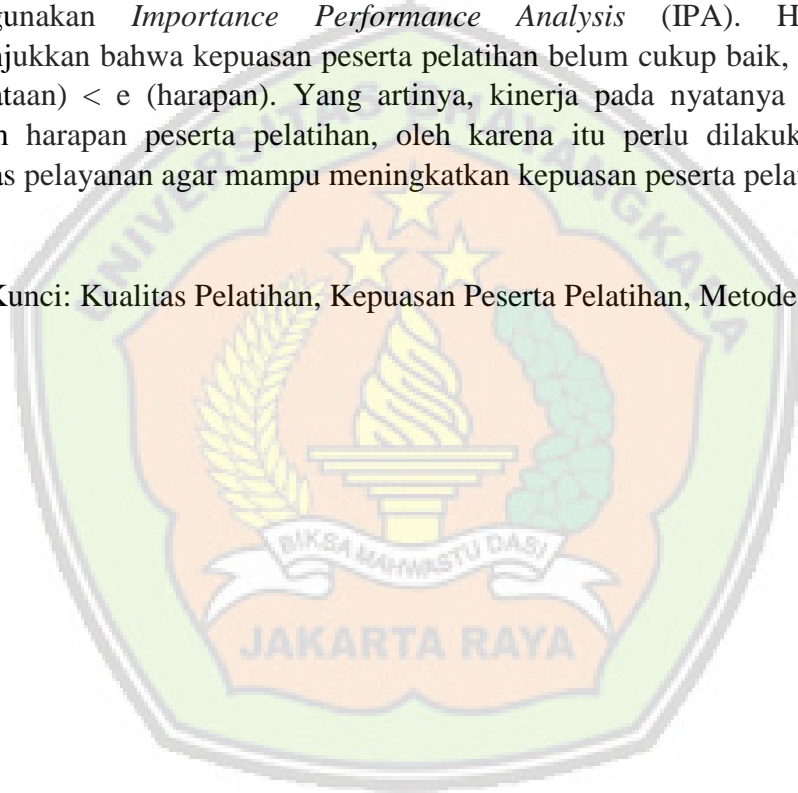 gunakan Importance Performance Analysis (IPA). H
njukkan bahwa kepuasan peserta pelatihan belum cukup baik,
ataan) < e (harapan). Yang artinya, kinerja pada nyatanya
n harapan peserta pelatihan, oleh karena itu perlu dilakuk
as pelayanan agar mampu meningkatkan kepuasan peserta pela
Kunci: Kualitas Pelatihan, Kepuasan Peserta Pelatihan, Metode
UNIVERSITAS BHAYANGKARA
BIKSA MAHWASTU DASI
JAKARTA RAYA